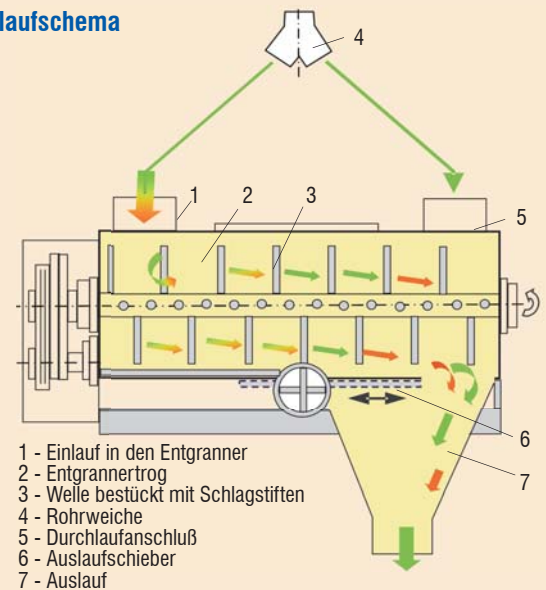 laufschema
4
1
2
3
5
6
7
1 - Einlauf in den Entgranner
2 - Entgrannertrog
3 - Welle bestückt mit Schlagstiften
4 - Rohrweiche
5 - Durchlaufanschluß
6 - Auslaufschieber
7 - Auslauf